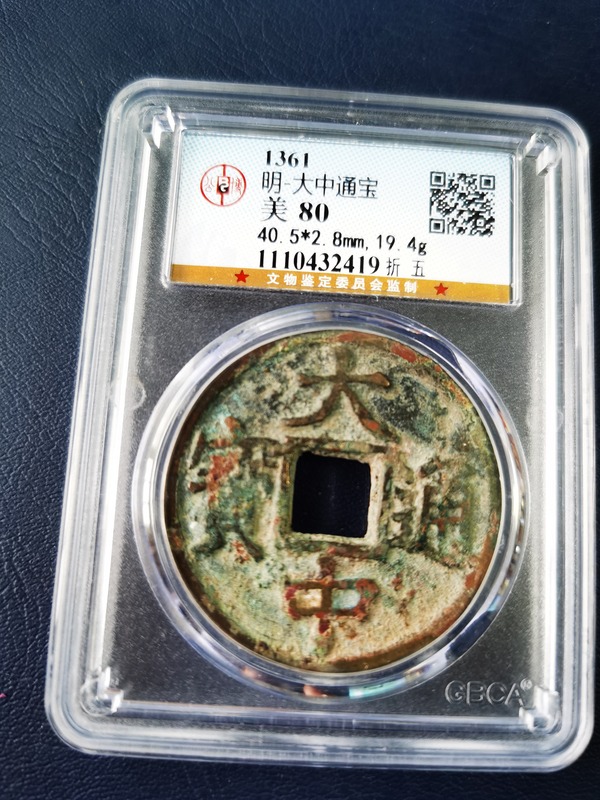 1361
明-大中通宝
美 80
40.5*2.8mm, 19.4g
1110432419 折 五
★ 文物鉴定委员会监制 ★
大
寳 通
中
GBCA®